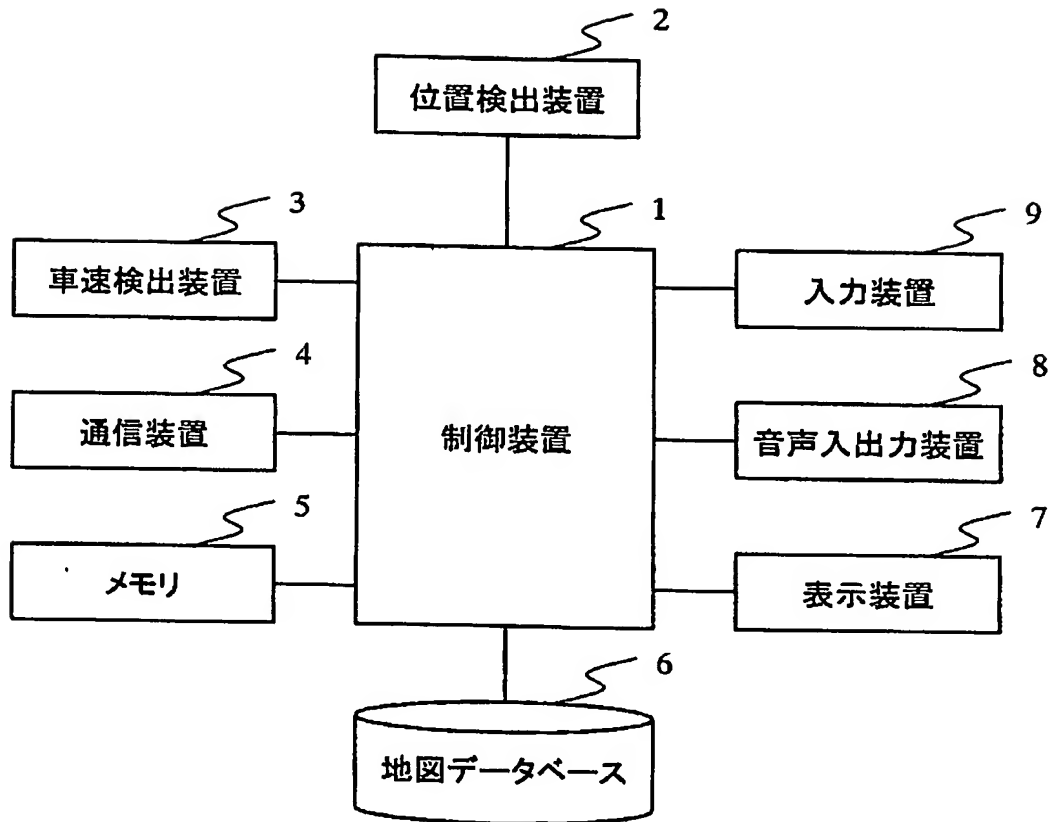 2
位置検出装置
3
1
9
車速検出装置
入力装置
4
8
通信装置
制御装置
音声入出力装置
5
7
メモリ
表示装置
6
地図データベース